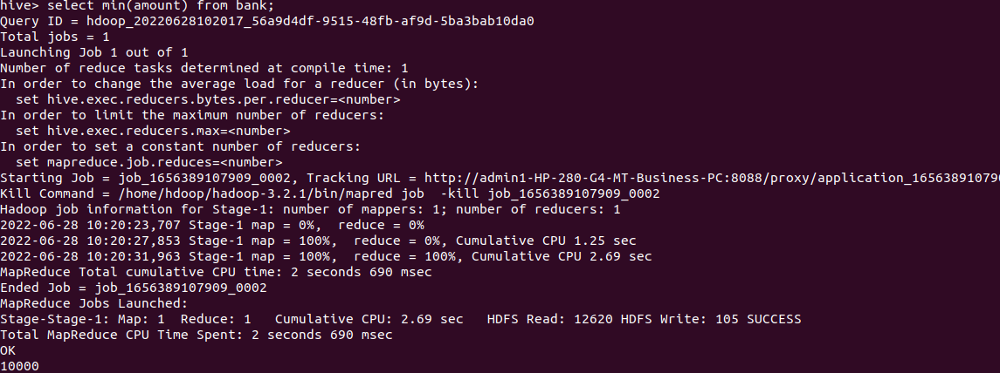 hive> select min(amount) from bank;
Query ID = hdoop_20220628102017_56a9d4df-9515-48fb-af9d-5ba3bab10da0
Total jobs = 1
Launching Job 1 out of 1
Number of reduce tasks determined at compile time: 1
In order to change the average load for a reducer (in bytes):
  set hive.exec.reducers.bytes.per.reducer=<number>
In order to limit the maximum number of reducers:
  set hive.exec.reducers.max=<number>
In order to set a constant number of reducers:
  set mapreduce.job.reduces=<number>
Starting Job = job_1656389107909_0002, Tracking URL = http://admin1-HP-280-G4-MT-Business-PC:8088/proxy/application_165638910790
Kill Command = /home/hdoop/hadoop-3.2.1/bin/mapred job  -kill job_1656389107909_0002
Hadoop job information for Stage-1: number of mappers: 1; number of reducers: 1
2022-06-28 10:20:23,707 Stage-1 map = 0%,  reduce = 0%
2022-06-28 10:20:27,853 Stage-1 map = 100%,  reduce = 0%, Cumulative CPU 1.25 sec
2022-06-28 10:20:31,963 Stage-1 map = 100%,  reduce = 100%, Cumulative CPU 2.69 sec
MapReduce Total cumulative CPU time: 2 seconds 690 msec
Ended Job = job_1656389107909_0002
MapReduce Jobs Launched:
Stage-Stage-1: Map: 1  Reduce: 1   Cumulative CPU: 2.69 sec   HDFS Read: 12620 HDFS Write: 105 SUCCESS
Total MapReduce CPU Time Spent: 2 seconds 690 msec
OK
10000